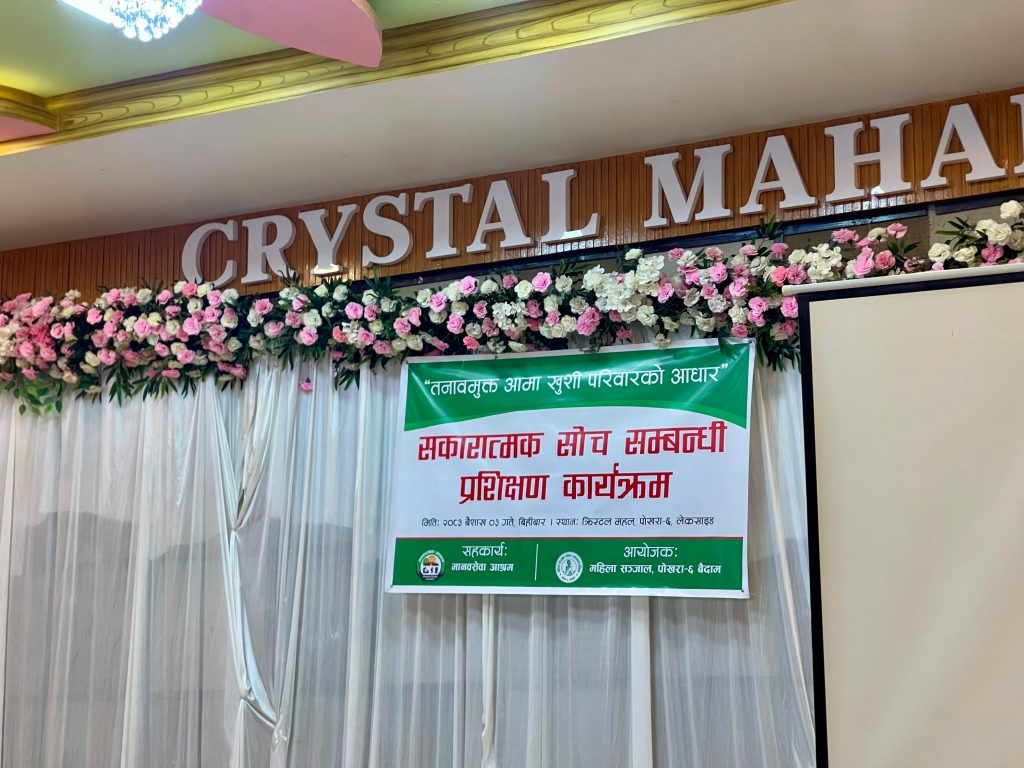 CRYSTAL MAHA
“तनावमुक्त आमा खुशी परिवारको आधार”
सकारात्मक सोच सम्बन्धी
प्रशिक्षण कार्यक्रम
मिति: २०८३ बैशाख ०३ गते, बिहीबार । स्थान: क्रिस्टल महल, पोखरा-६, लेकसाइड
सहकार्य:
मानवसेवा आश्रम
आयोजक:
महिला सञ्जाल, पोखरा-६ बैदाम